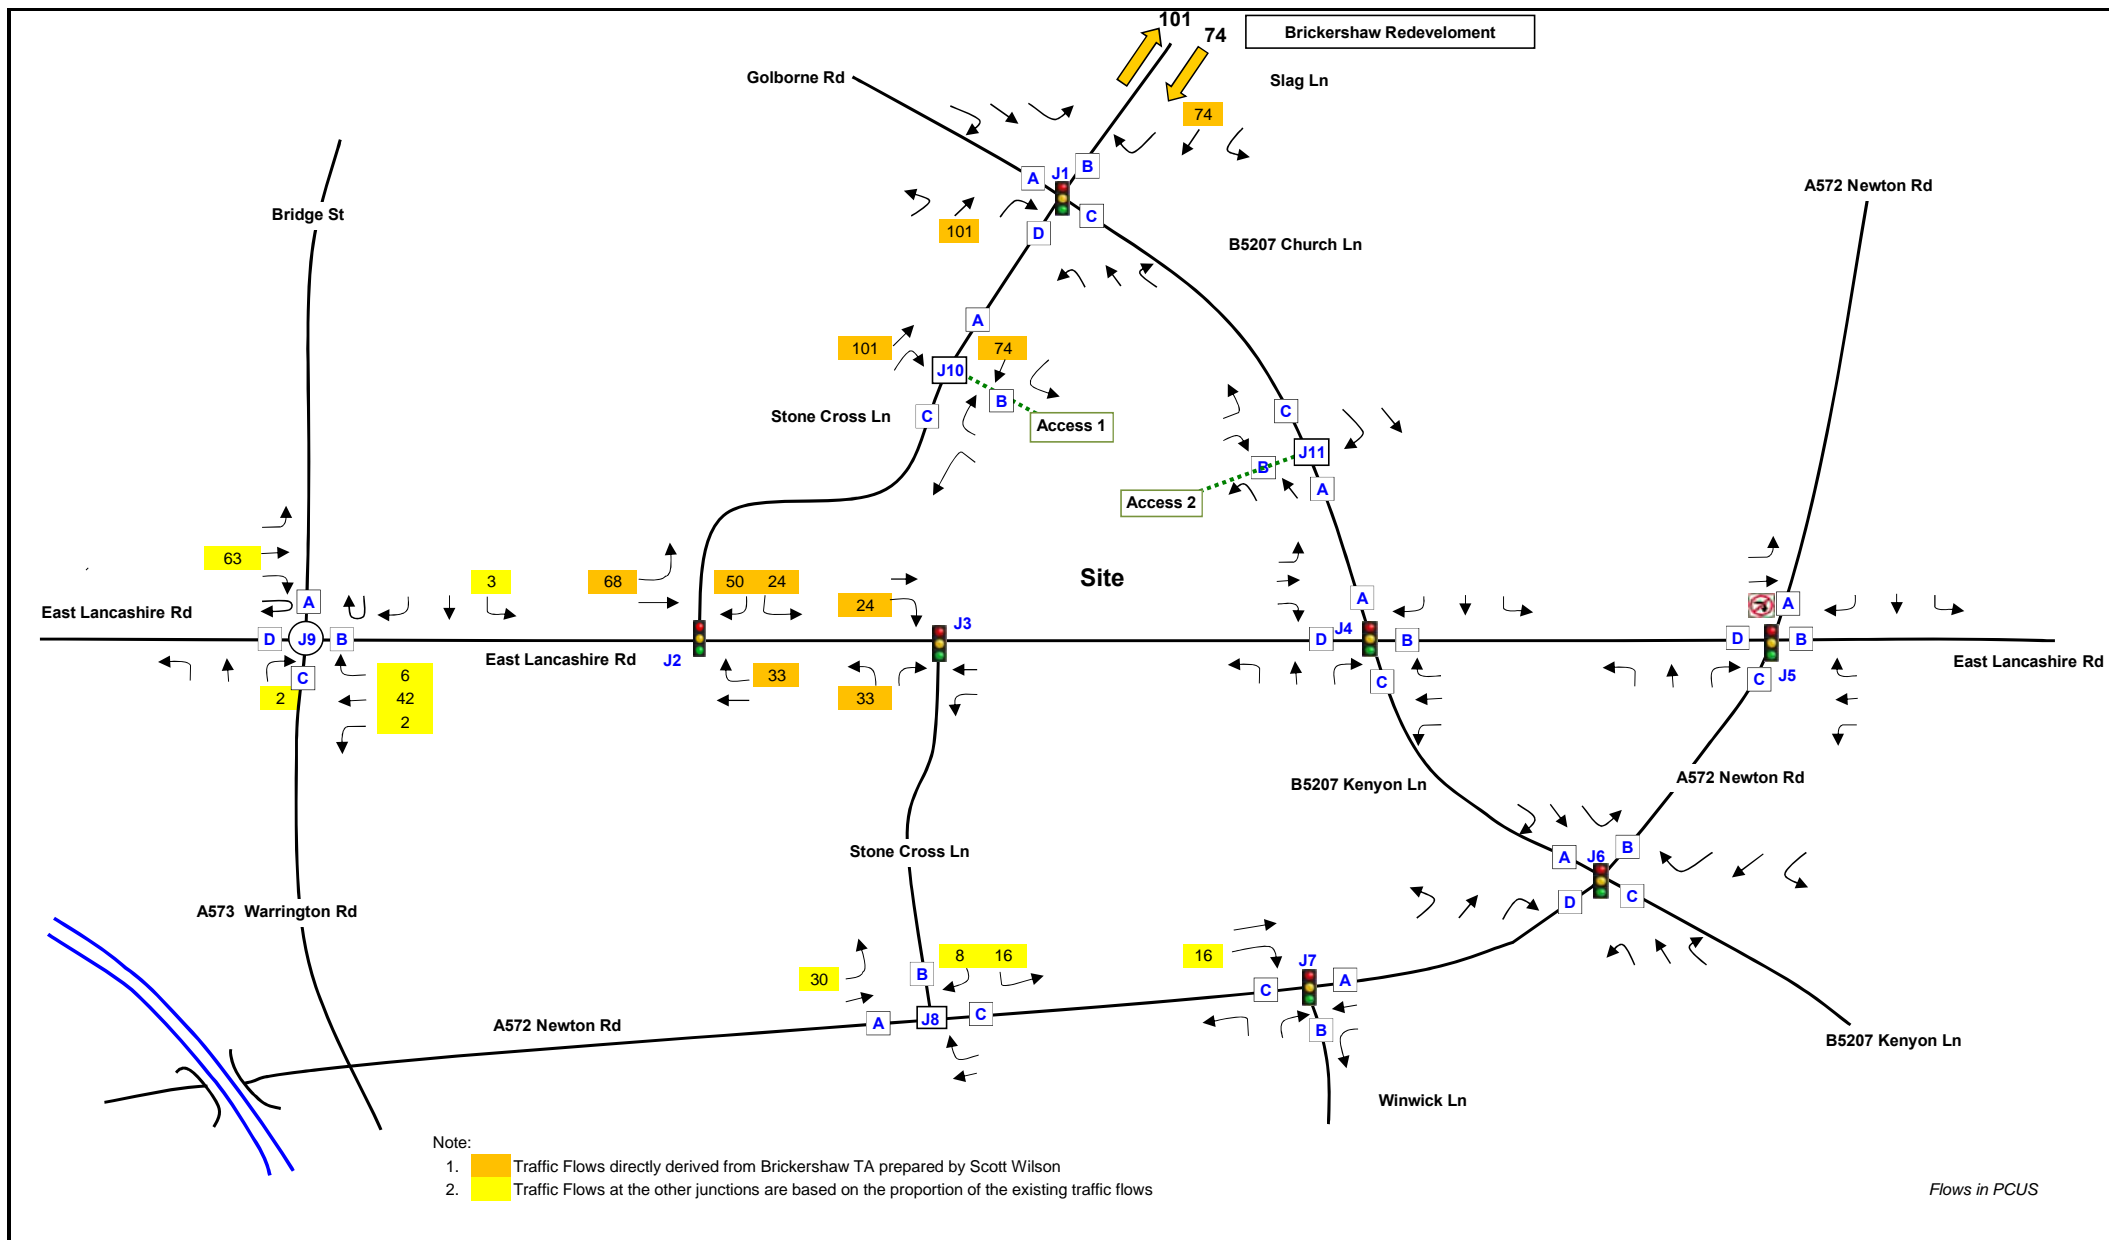 101
74
Brickershaw Redeveloment
Golborne Rd
Slag Ln
74
B
J1
A
A572 Newton Rd
Bridge St
C
101
D
B5207 Church Ln
A
101
74
J10
B
C
Stone Cross Ln
Access 1
C
J11
B
A
Access 2
63
3
68
50 24
Site
24
A
A
A
East Lancashire Rd
D
J9
B
J2
J3
D
J4
B
D
B
East Lancashire Rd
East Lancashire Rd
C
C
C
J5
2
6
42
2
33
33
B5207 Kenyon Ln
A572 Newton Rd
Stone Cross Ln
A
J6
B
D
C
A573 Warrington Rd
30
B
8 16
16
J7
C
A
A572 Newton Rd
A
J8
C
B
B5207 Kenyon Ln
Winwick Ln
Note:
1. Traffic Flows directly derived from Brickershaw TA prepared by Scott Wilson
2. Traffic Flows at the other junctions are based on the proportion of the existing traffic flows
Flows in PCUS